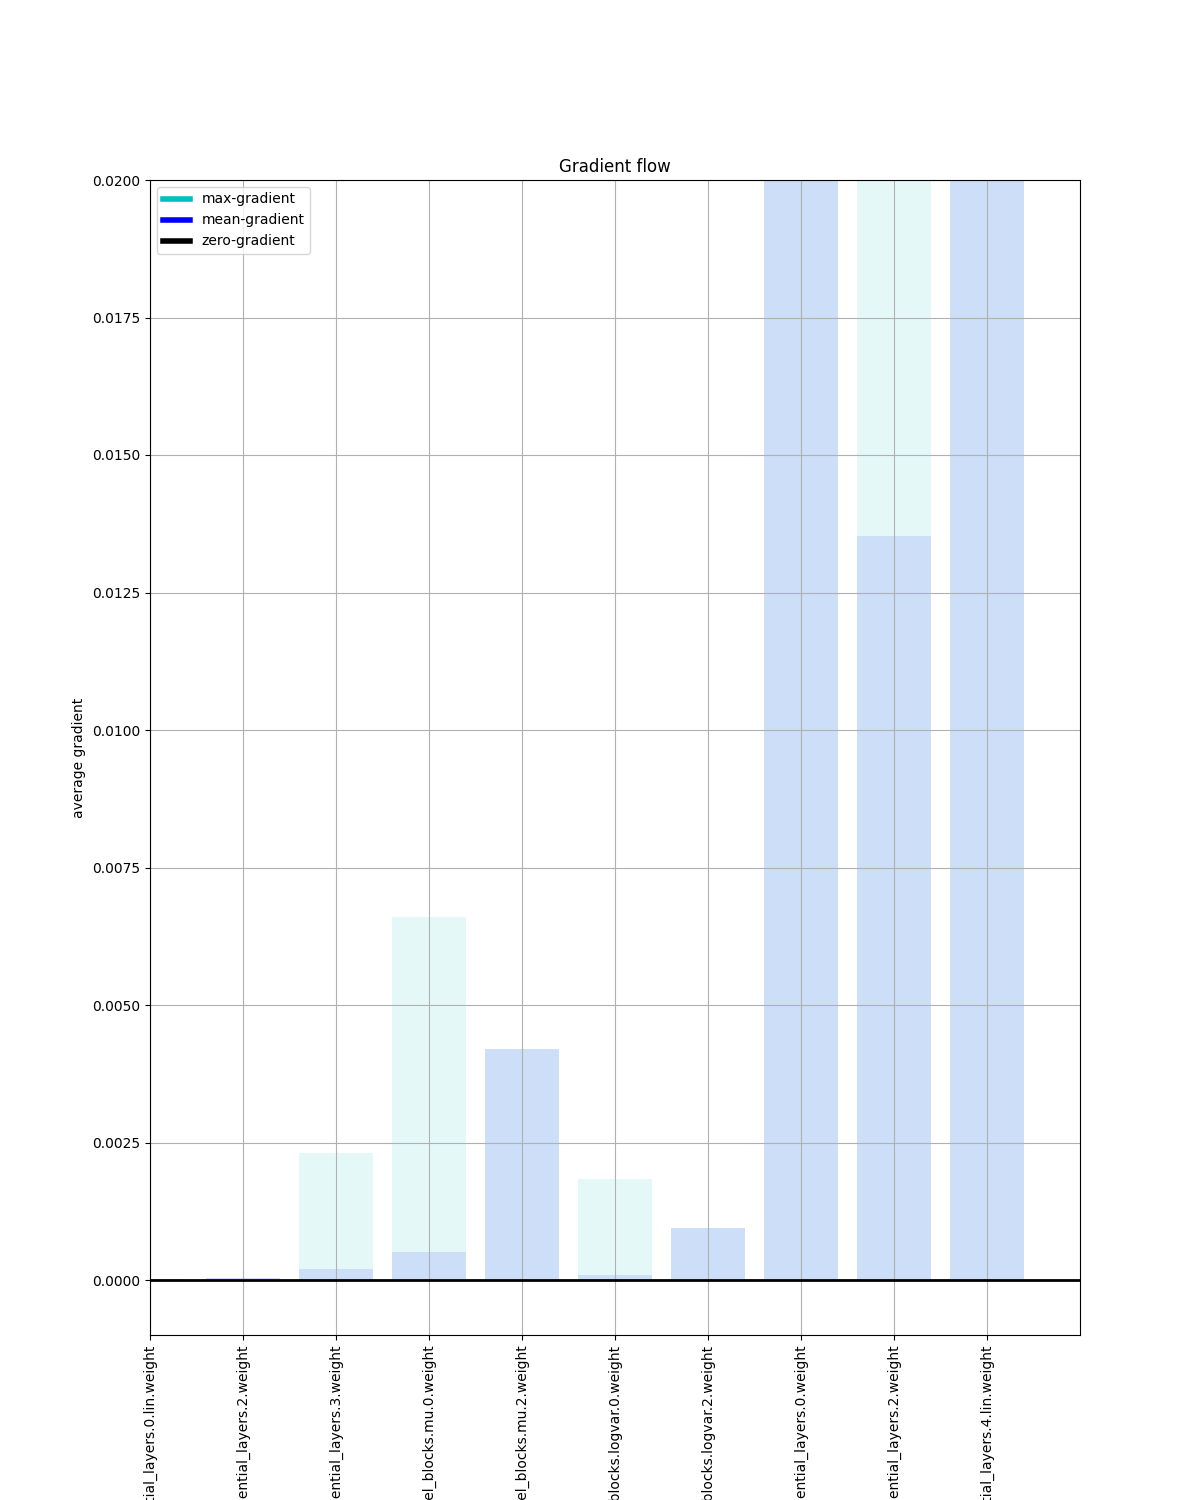 Gradient flow
max-gradient
mean-gradient
zero-gradient
0.0200
0.0175
0.0150
0.0125
0.0100
0.0075
0.0050
0.0025
0.0000
average gradient
tial_layers.0.lin.weight
ential_layers.2.weight
ential_layers.3.weight
el_blocks.mu.0.weight
el_blocks.mu.2.weight
blocks.logvar.0.weight
blocks.logvar.2.weight
ential_layers.0.weight
ential_layers.2.weight
tial_layers.4.lin.weight